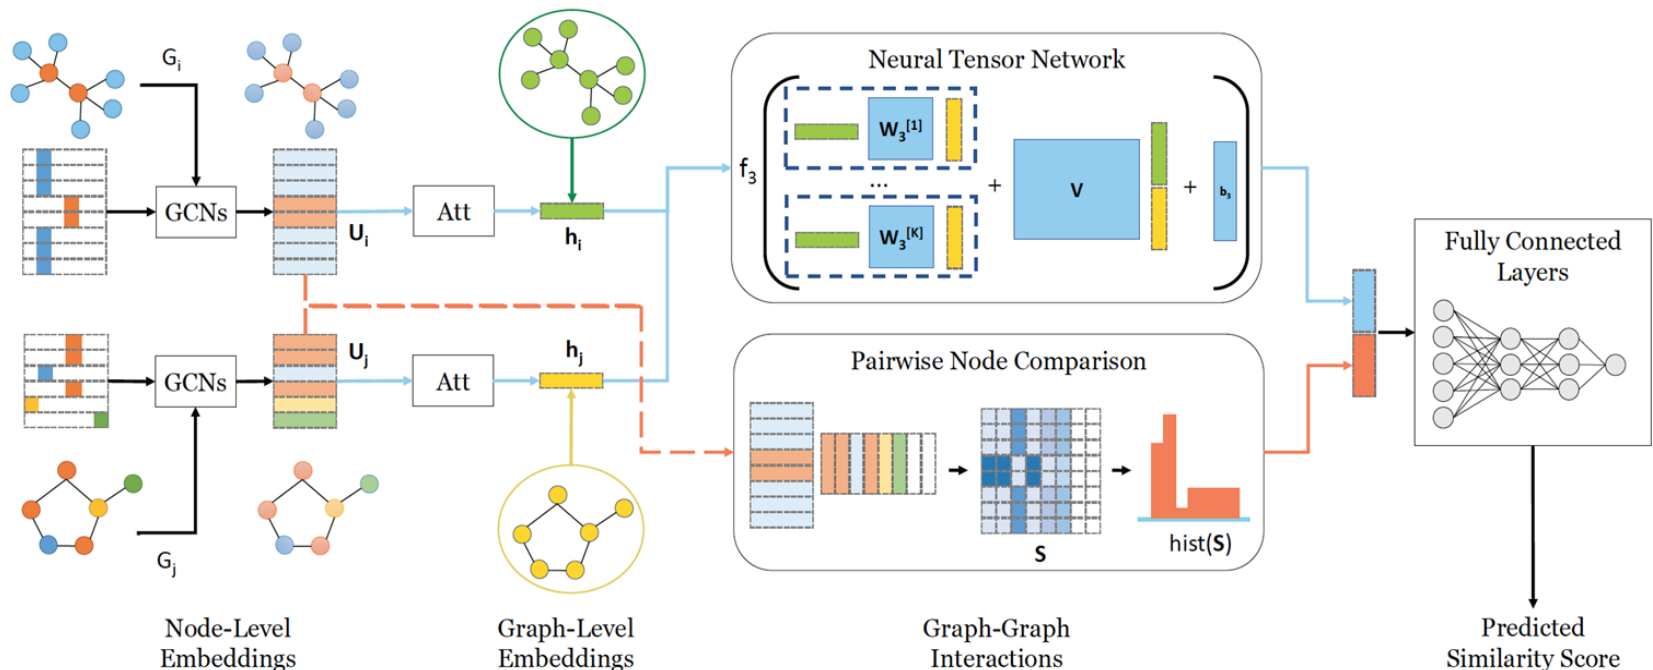 G_i
GCNs
U_i
Att
h_i
G_j
GCNs
U_j
Att
h_j
Neural Tensor Network
f_3
W_3^[1]
...
W_3^[K]
+
V
+
b_3
Pairwise Node Comparison
S
hist(S)
Fully Connected
Layers
Node-Level
Embeddings
Graph-Level
Embeddings
Graph-Graph
Interactions
Predicted
Similarity Score